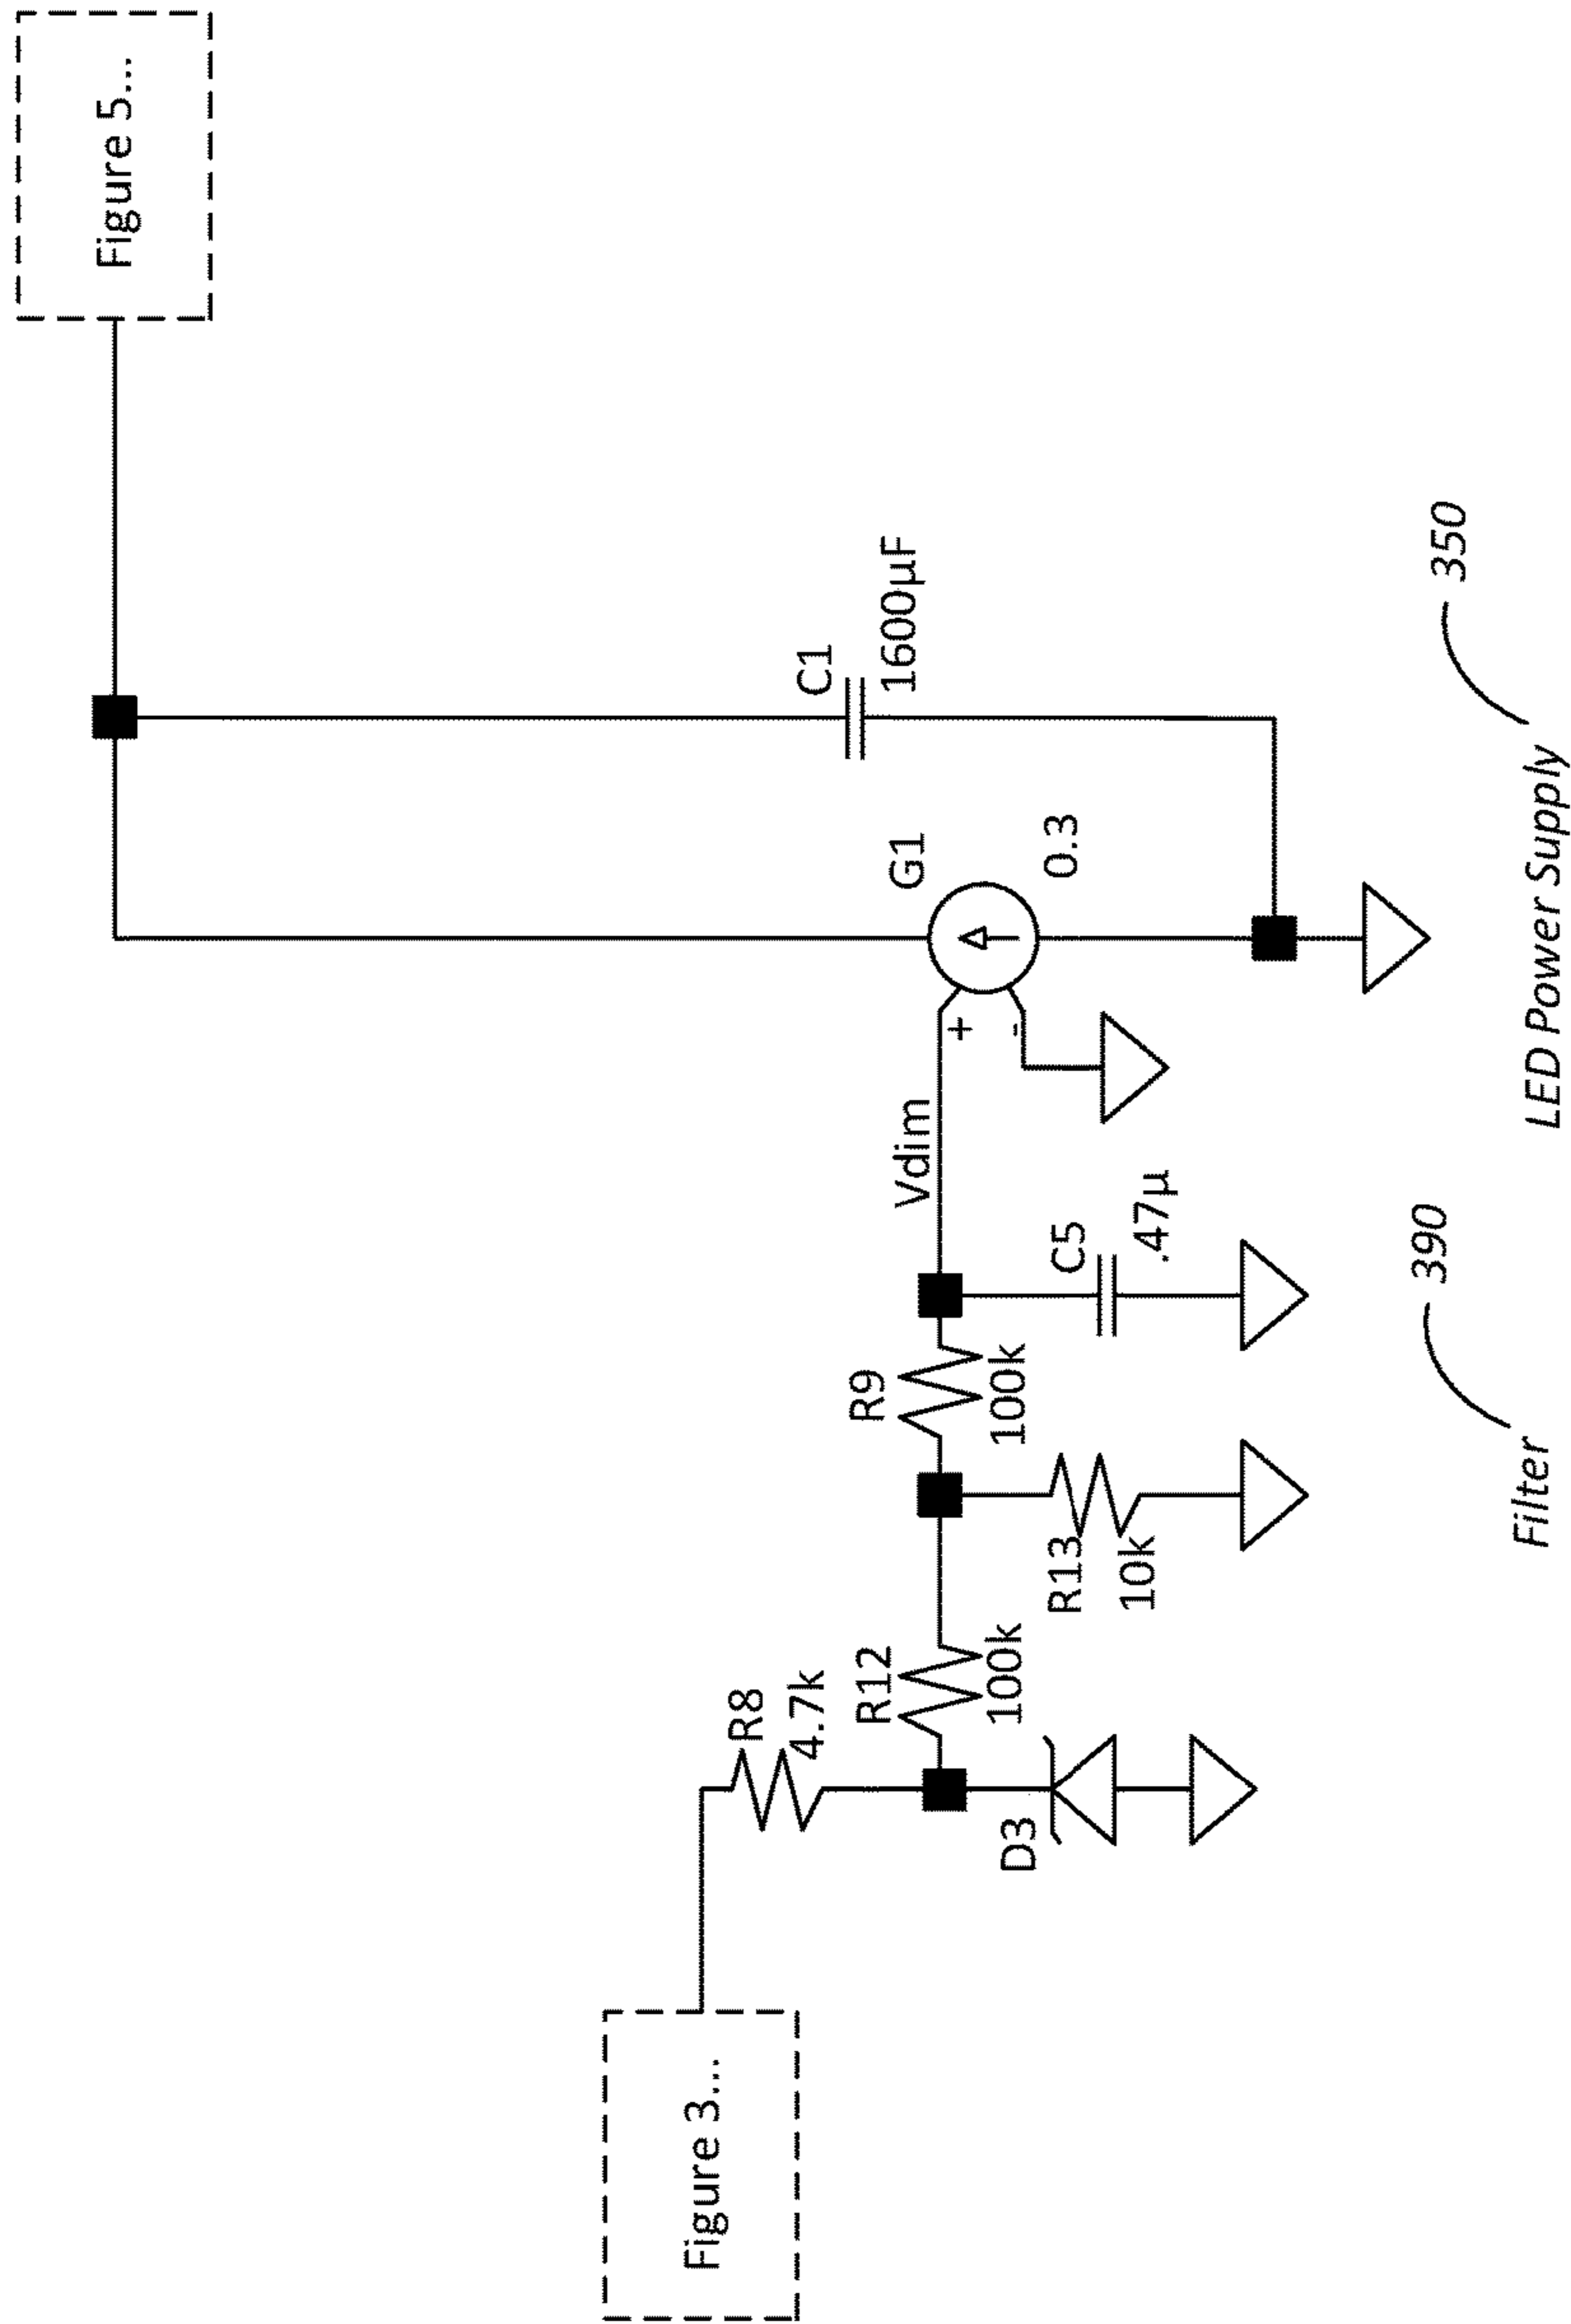 Figure 3...
R8
4.7k
D3
R12
100k
R13
10k
R9
100k
C5
.47µ
Vdim
+
-
G1
0.3
C1
1600µF
Figure 5...
Filter
390
LED Power Supply
350